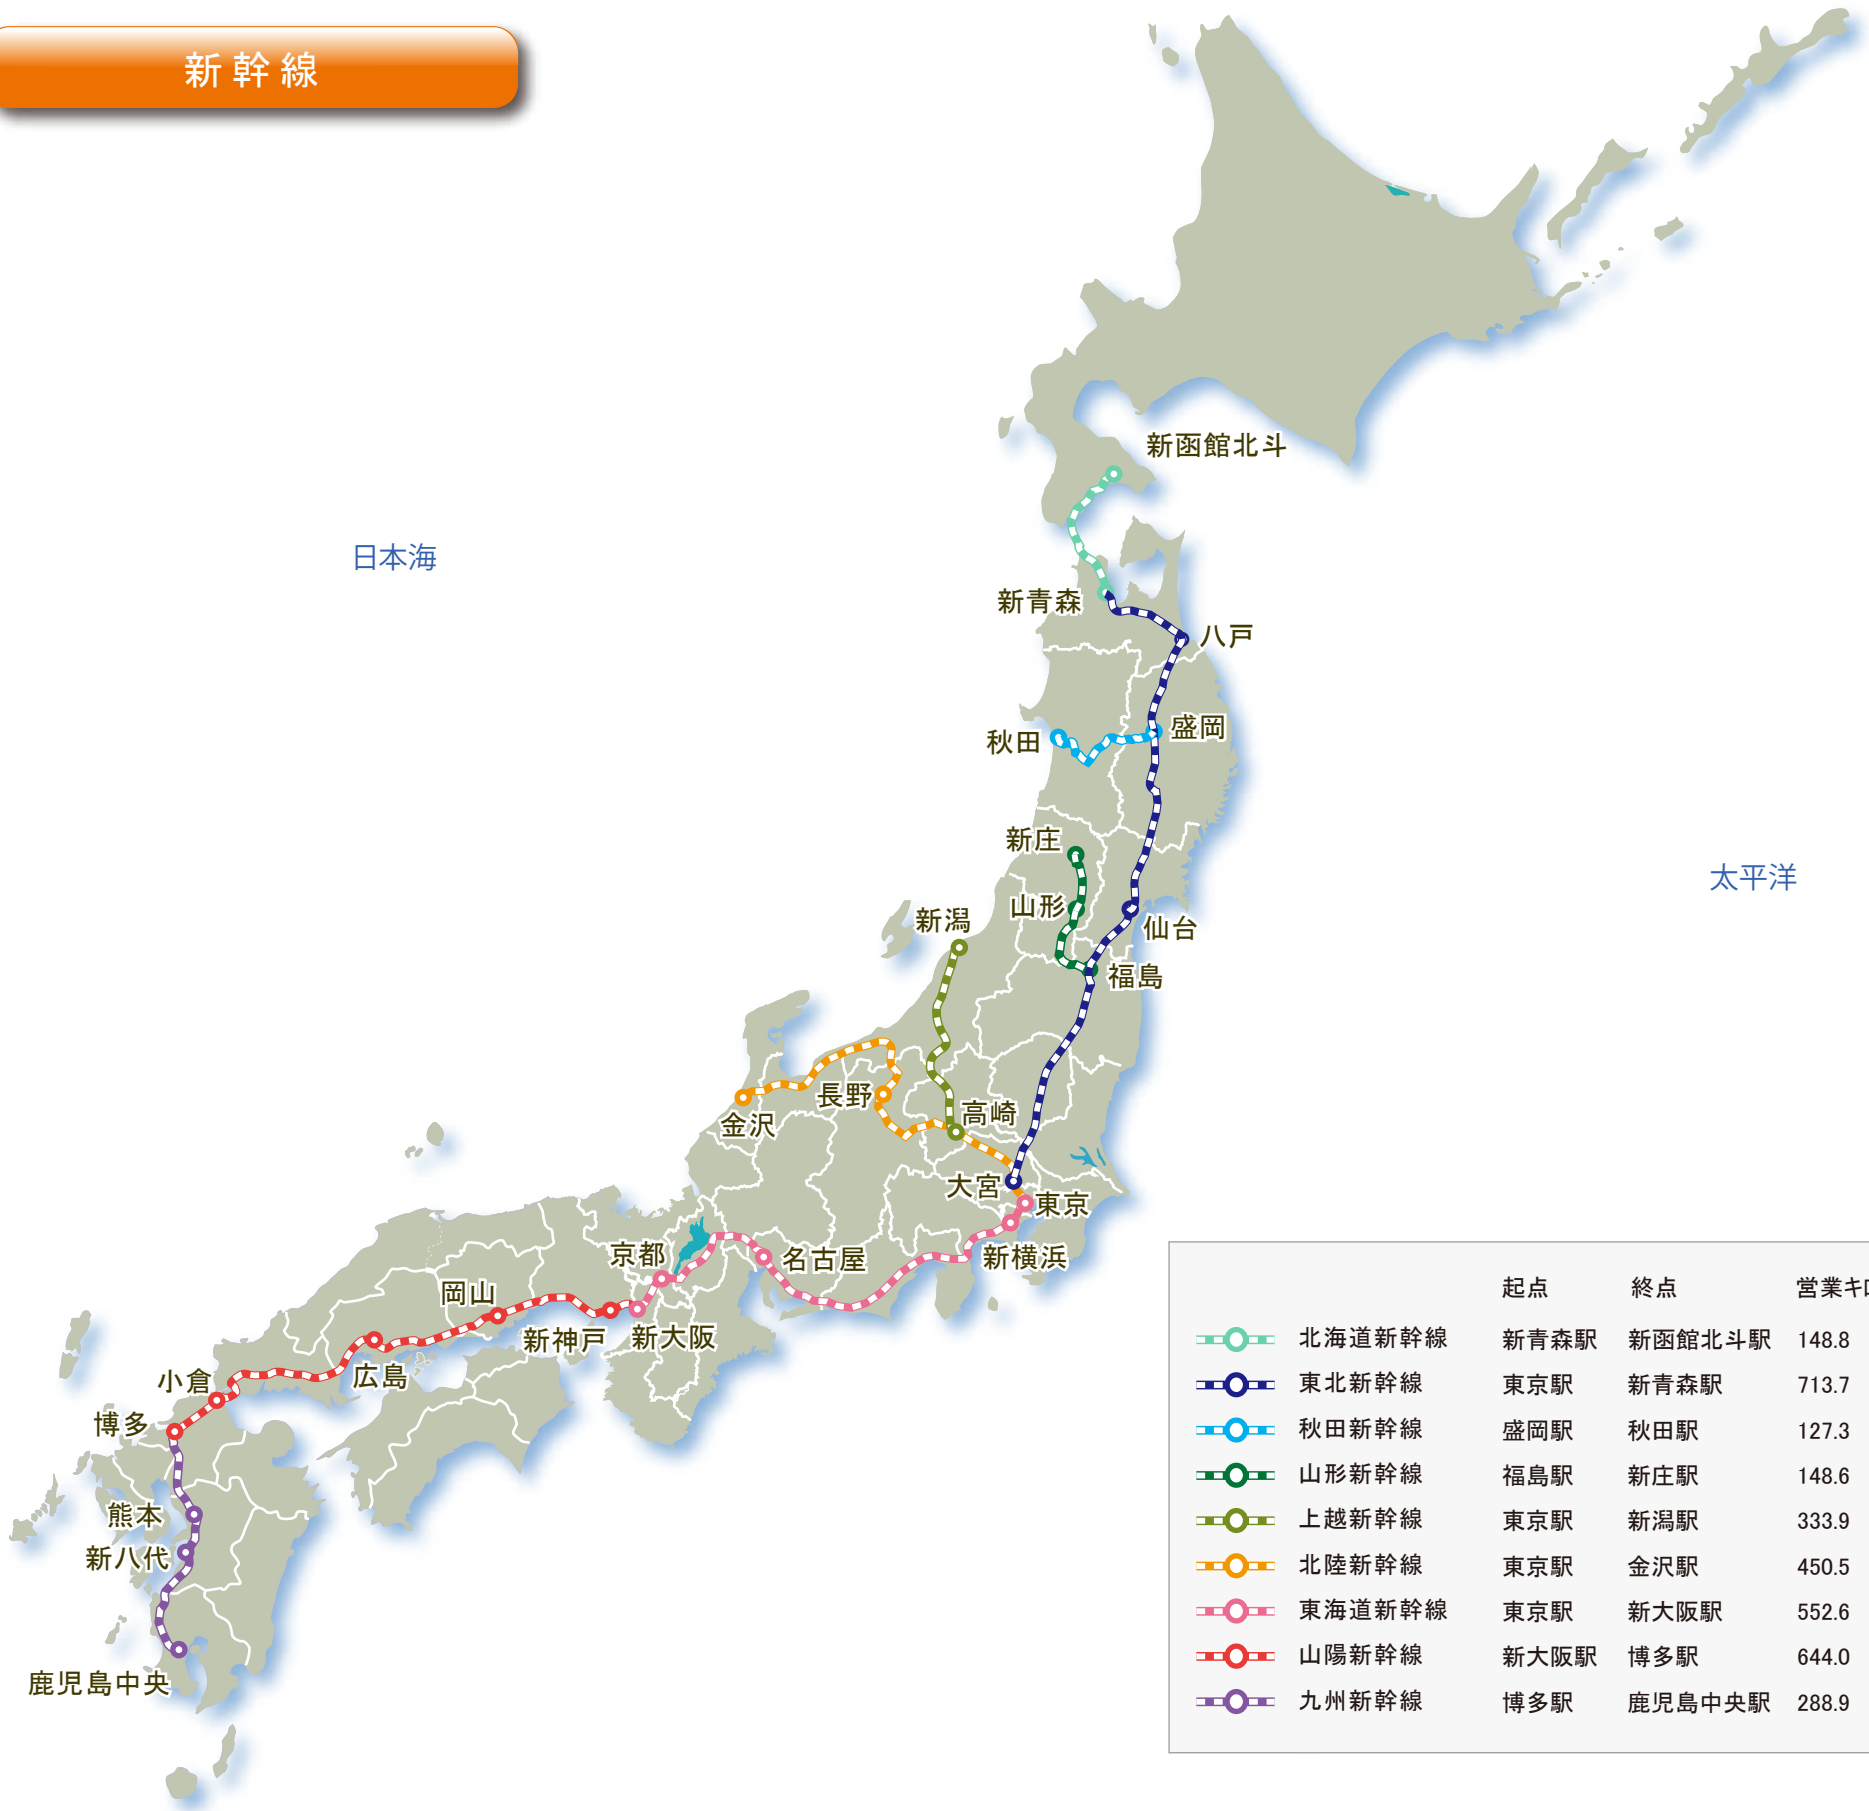 新幹線
新函館北斗
日本海
新青森
八戸
盛岡
秋田
新庄
太平洋
山形
新潟
仙台
福島
長野
高崎
金沢
大宮
東京
京都
名古屋
新横浜
岡山
新神戸
新大阪
広島
小倉
博多
熊本
新八代
鹿児島中央
起点 終点 営業キロ
北海道新幹線 新青森駅 新函館北斗駅 148.8
東北新幹線 東京駅 新青森駅 713.7
秋田新幹線 盛岡駅 秋田駅 127.3
山形新幹線 福島駅 新庄駅 148.6
上越新幹線 東京駅 新潟駅 333.9
北陸新幹線 東京駅 金沢駅 450.5
東海道新幹線 東京駅 新大阪駅 552.6
山陽新幹線 新大阪駅 博多駅 644.0
九州新幹線 博多駅 鹿児島中央駅 288.9